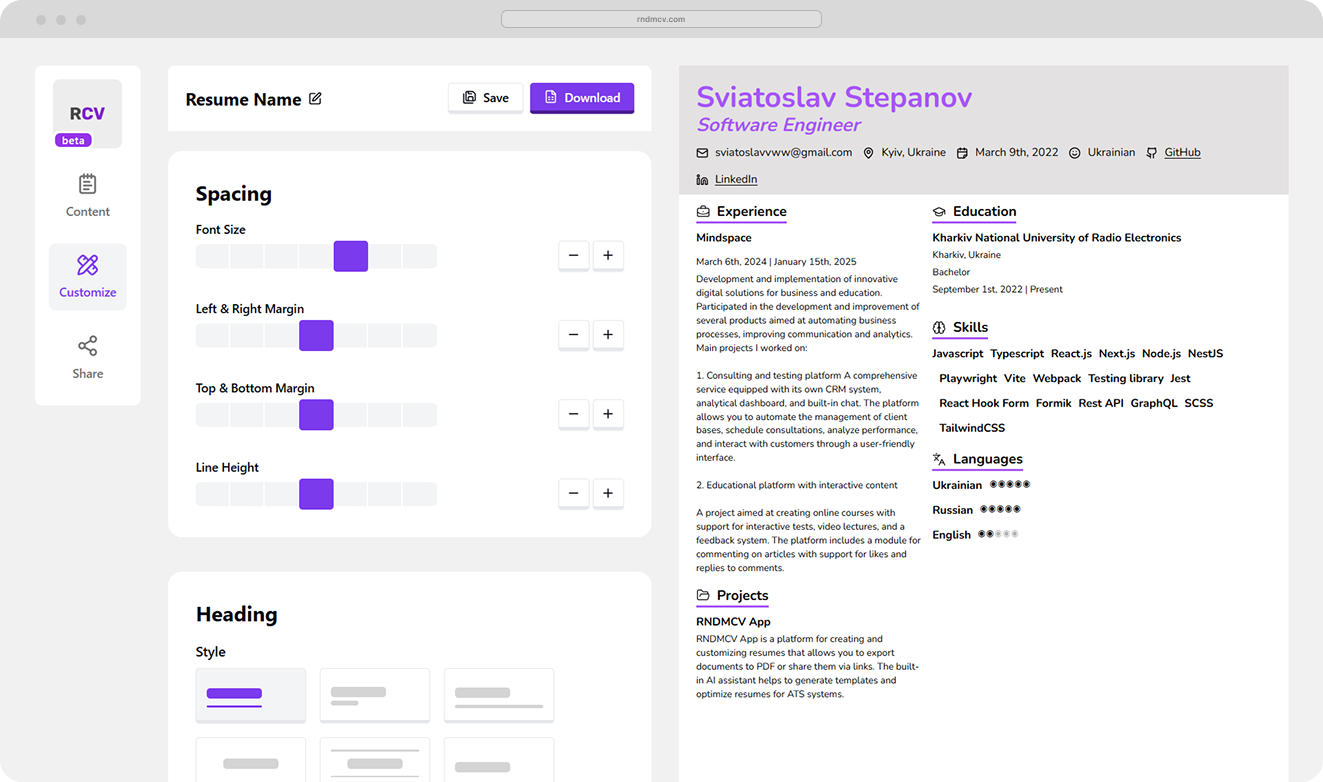 rndmcv.com
RCV
beta
Content
Customize
Share
Resume Name
Save
Download
Spacing
Font Size
Left & Right Margin
Top & Bottom Margin
Line Height
Heading
Style
Sviatoslav Stepanov
Software Engineer
sviatoslavvww@gmail.com Kyiv, Ukraine March 9th, 2022 Ukrainian GitHub
LinkedIn
Experience
Mindspace
March 6th, 2024 | January 15th, 2025
Development and implementation of innovative
digital solutions for business and education.
Participated in the development and improvement of
several products aimed at automating business
processes, improving communication and analytics.
Main projects I worked on:
1. Consulting and testing platform A comprehensive
service equipped with its own CRM system,
analytical dashboard, and built-in chat. The platform
allows you to automate the management of client
bases, schedule consultations, analyze performance,
and interact with customers through a user-friendly
interface.
2. Educational platform with interactive content
A project aimed at creating online courses with
support for interactive tests, video lectures, and a
feedback system. The platform includes a module for
commenting on articles with support for likes and
replies to comments.
Projects
RNDMCV App
RNDMCV App is a platform for creating and
customizing resumes that allows you to export
documents to PDF or share them via links. The built-
in AI assistant helps to generate templates and
optimize resumes for ATS systems.
Education
Kharkiv National University of Radio Electronics
Kharkiv, Ukraine
Bachelor
September 1st, 2022 | Present
Skills
Javascript Typescript React.js Next.js Node.js NestJS
Playwright Vite Webpack Testing library Jest
React Hook Form Formik Rest API GraphQL SCSS
TailwindCSS
Languages
Ukrainian
Russian
English